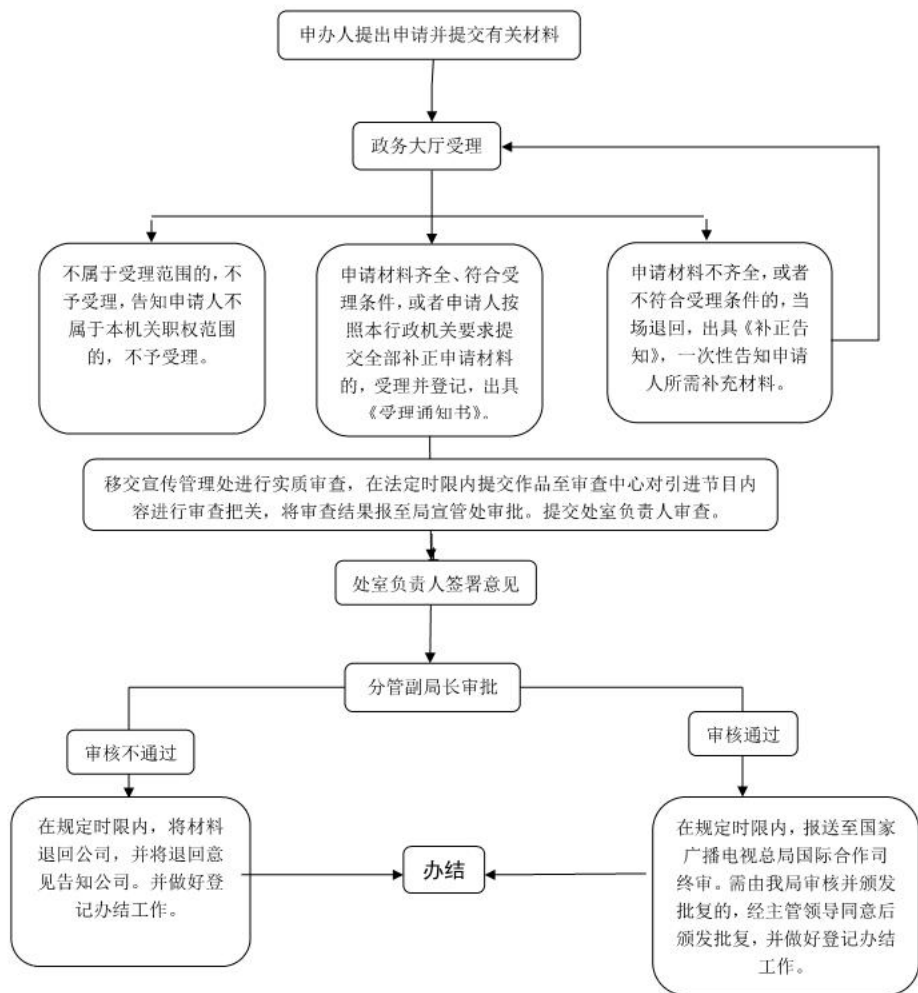 申办人提出申请并提交有关材料
政务大厅受理
不属于受理范围的，不
予受理，告知申请人不
属于本机关职权范围
的，不予受理。
申请材料齐全、符合受
理条件，或者申请人按
照本行政机关要求提
交全部补正申请材料
的，受理并登记，出具
《受理通知书》。
申请材料不齐全，或者
不符合受理条件的，当
场退回，出具《补正告
知》，一次性告知申请
人所需补充材料。
移交宣传管理处进行实质审查，在法定时限内提交作品至审查中心对引进节目内
容进行审查把关，将审查结果报至局宣管处审批。提交处室负责人审查。
处室负责人签署意见
分管副局长审批
审核不通过
审核通过
在规定时限内，将材料
退回公司，并将退回意
见告知公司。并做好登
记办结工作。
办结
在规定时限内，报送至国家
广播电视总局国际合作司
终审。需由我局审核并颁发
批复的，经主管领导同意后
颁发批复，并做好登记办结
工作。